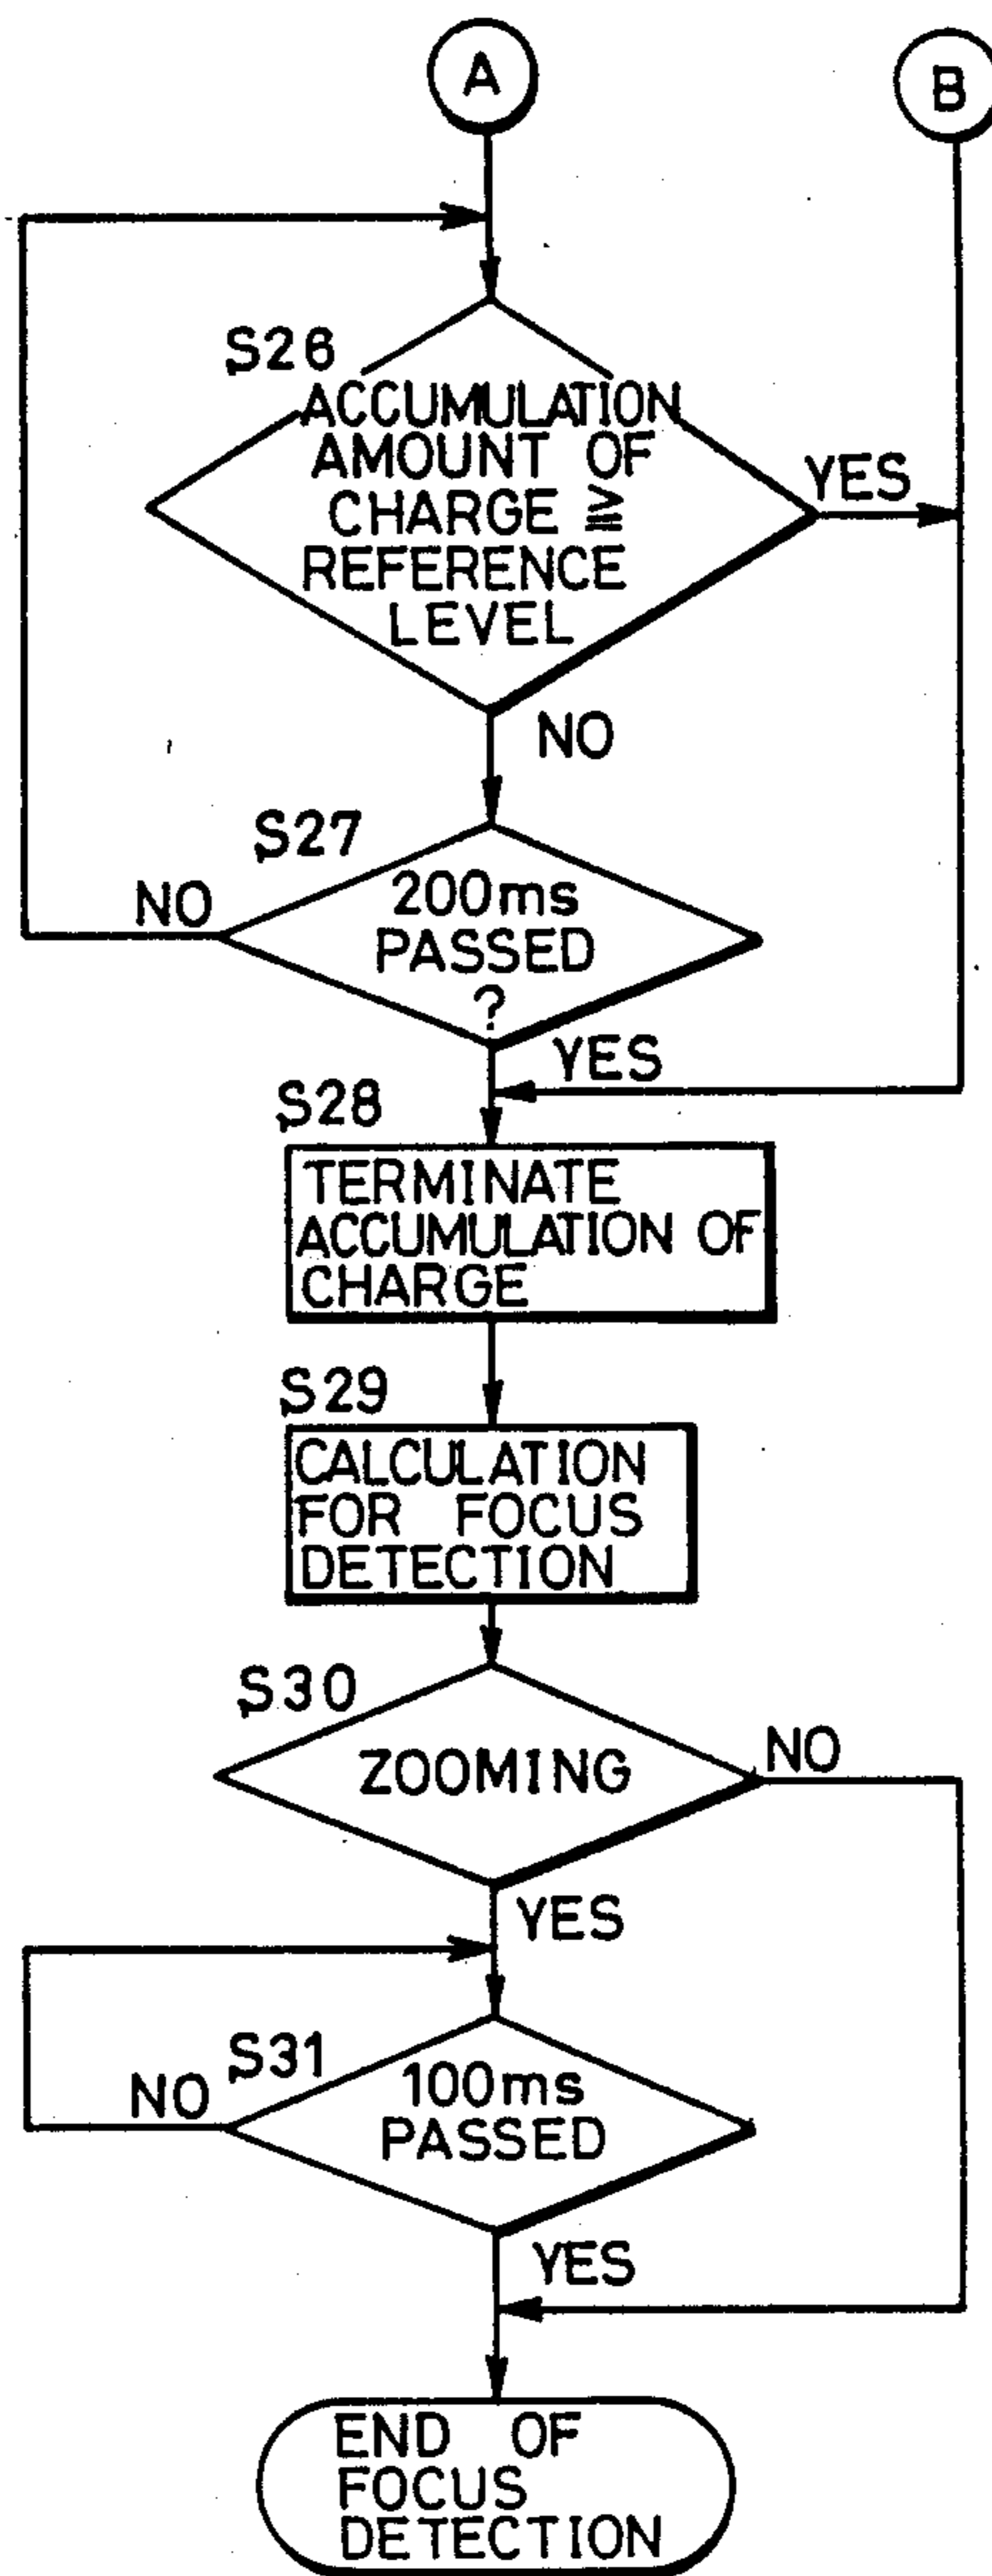 A
B
S26
ACCUMULATION
AMOUNT OF
CHARGE ≧
REFERENCE
LEVEL
YES
NO
S27
200ms
PASSED
?
NO
YES
S28
TERMINATE
ACCUMULATION OF
CHARGE
S29
CALCULATION
FOR FOCUS
DETECTION
S30
ZOOMING
NO
YES
S31
100ms
PASSED
NO
YES
END OF
FOCUS
DETECTION